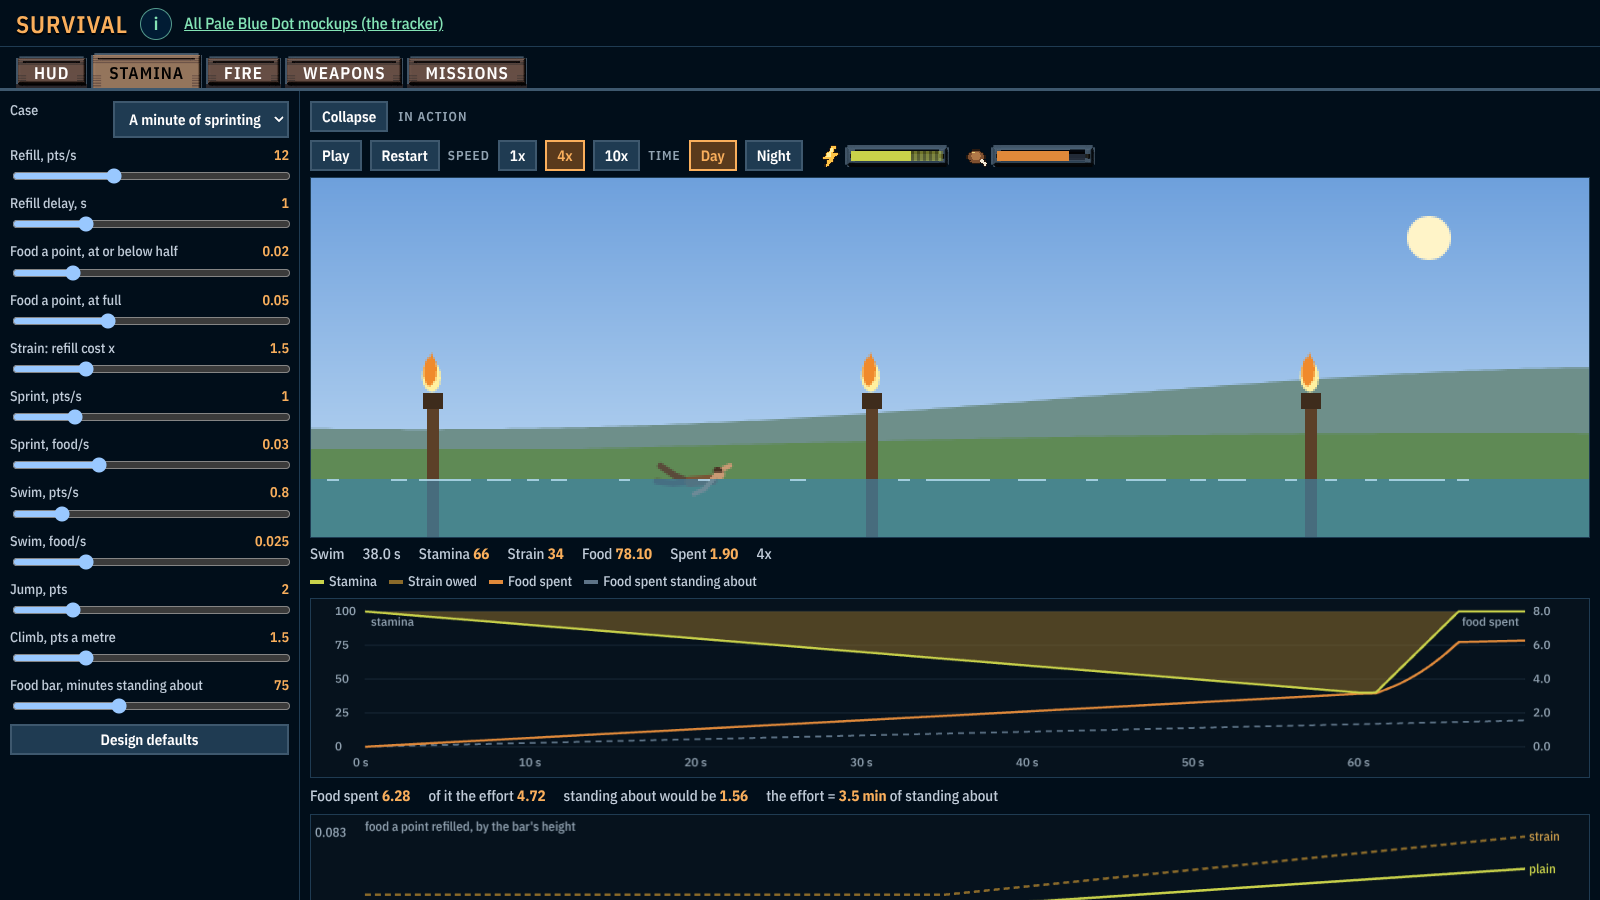 SURVIVAL i All Pale Blue Dot mockups (the tracker)
HUD STAMINA FIRE WEAPONS MISSIONS
Case A minute of sprinting
Refill, pts/s 12
Refill delay, s 1
Food a point, at or below half 0.02
Food a point, at full 0.05
Strain: refill cost x 1.5
Sprint, pts/s 1
Sprint, food/s 0.03
Swim, pts/s 0.8
Swim, food/s 0.025
Jump, pts 2
Climb, pts a metre 1.5
Food bar, minutes standing about 75
Design defaults
Collapse IN ACTION
Play Restart SPEED 1x 4x 10x TIME Day Night
Swim 38.0 s Stamina 66 Strain 34 Food 78.10 Spent 1.90 4x
Stamina Strain owed Food spent Food spent standing about
100 8.0
stamina food spent
75 6.0
50 4.0
25 2.0
0 0.0
0 s 10 s 20 s 30 s 40 s 50 s 60 s
Food spent 6.28 of it the effort 4.72 standing about would be 1.56 the effort = 3.5 min of standing about
0.083 food a point refilled, by the bar's height
strain
plain